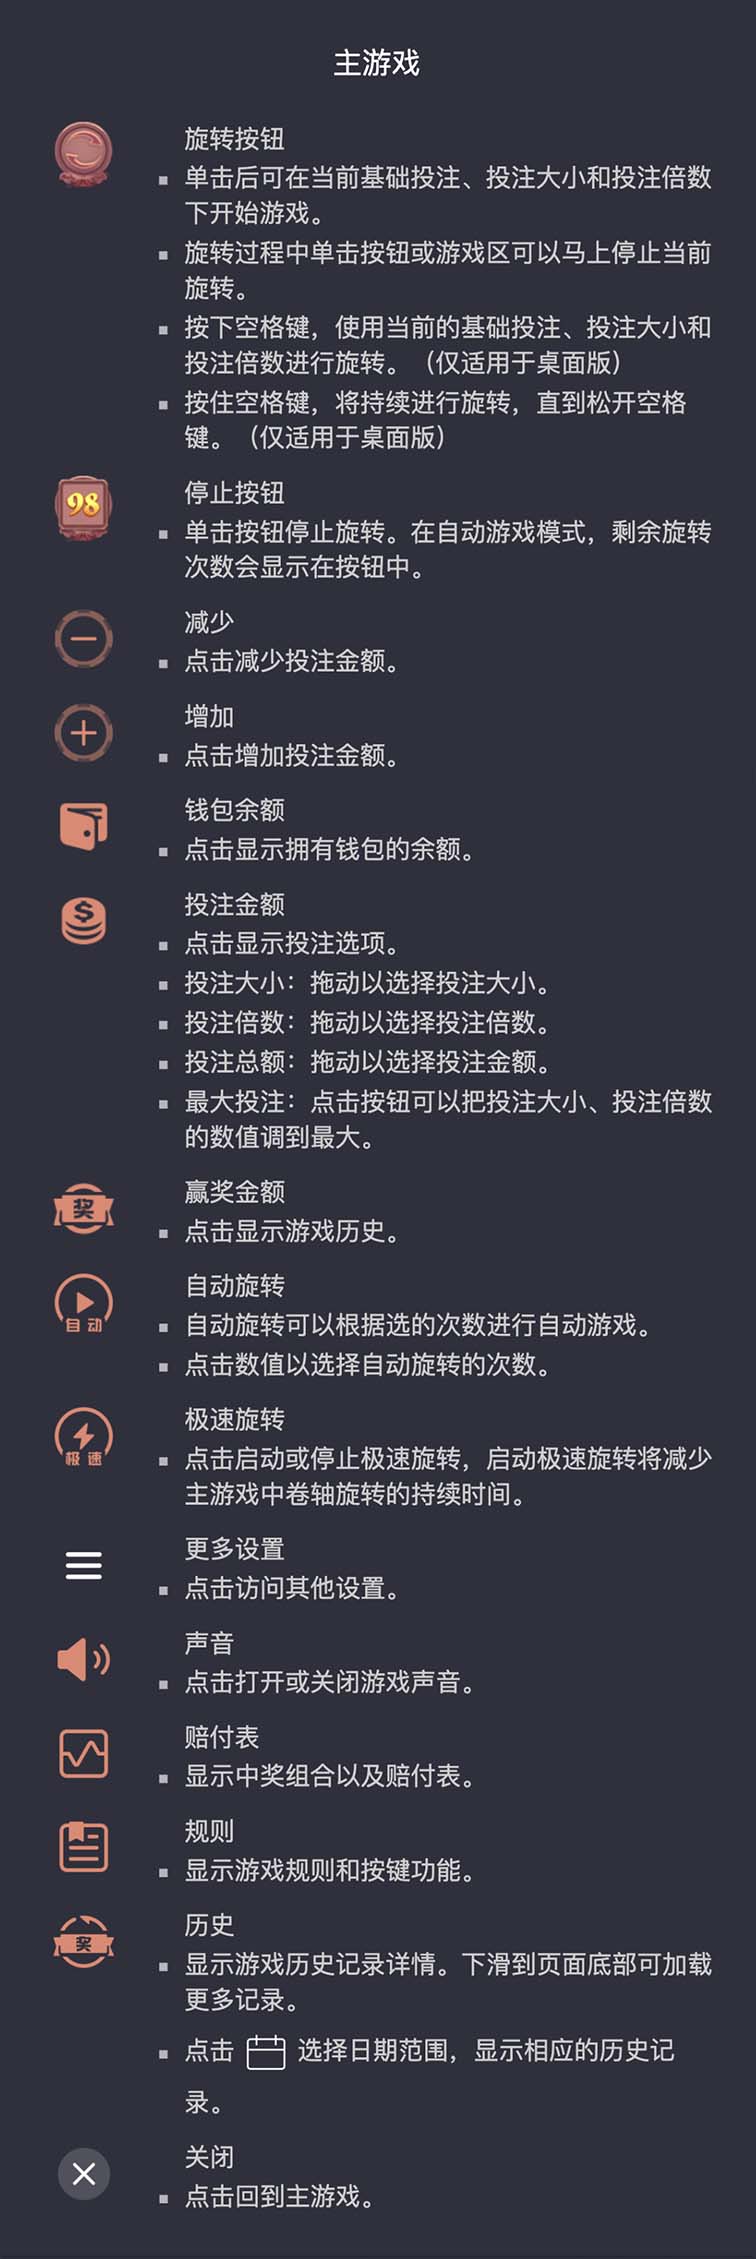 主游戏
旋转按钮
单击后可在当前基础投注、投注大小和投注倍数
下开始游戏。
旋转过程中单击按钮或游戏区可以马上停止当前
旋转。
按下空格键，使用当前的基础投注、投注大小和
投注倍数进行旋转。（仅适用于桌面版）
按住空格键，将持续进行旋转，直到松开空格
键。（仅适用于桌面版）
98
停止按钮
单击按钮停止旋转。在自动游戏模式，剩余旋转
次数会显示在按钮中。
减少
点击减少投注金额。
增加
点击增加投注金额。
钱包余额
点击显示拥有钱包的余额。
$
投注金额
点击显示投注选项。
投注大小：拖动以选择投注大小。
投注倍数：拖动以选择投注倍数。
投注总额：拖动以选择投注金额。
最大投注：点击按钮可以把投注大小、投注倍数
的数值调到最大。
奖
赢奖金额
点击显示游戏历史。
自动
自动旋转
自动旋转可以根据选的次数进行自动游戏。
点击数值以选择自动旋转的次数。
极速
极速旋转
点击启动或停止极速旋转，启动极速旋转将减少
主游戏中卷轴旋转的持续时间。
更多设置
点击访问其他设置。
声音
点击打开或关闭游戏声音。
赔付表
显示中奖组合以及赔付表。
规则
显示游戏规则和按键功能。
奖
历史
显示游戏历史记录详情。下滑到页面底部可加载
更多记录。
点击 选择日期范围，显示相应的历史记
录。
关闭
点击回到主游戏。